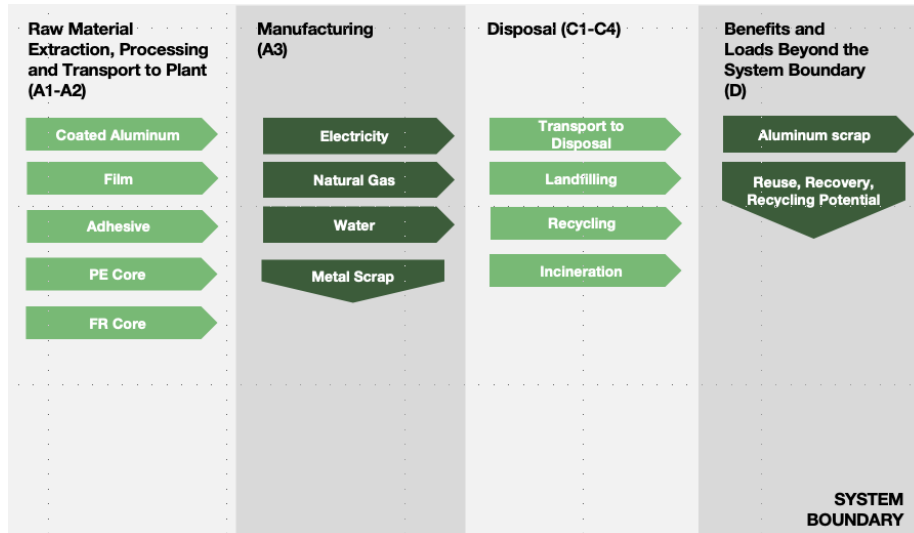 Raw Material
Extraction, Processing
and Transport to Plant
(A1-A2)
Coated Aluminum
Film
Adhesive
PE Core
FR Core
Manufacturing
(A3)
Electricity
Natural Gas
Water
Metal Scrap
Disposal (C1-C4)
Transport to
Disposal
Landfilling
Recycling
Incineration
Benefits and
Loads Beyond the
System Boundary
(D)
Aluminum scrap
Reuse, Recovery,
Recycling Potential
SYSTEM
BOUNDARY